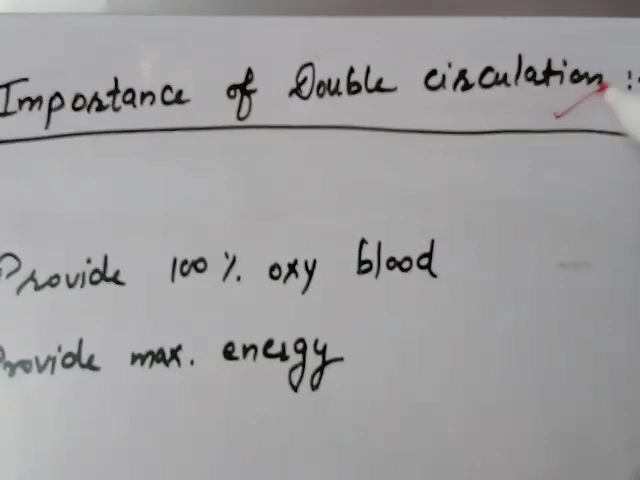 Importance of Double circulation :-
Provide 100 % oxy blood
Provide max. energy